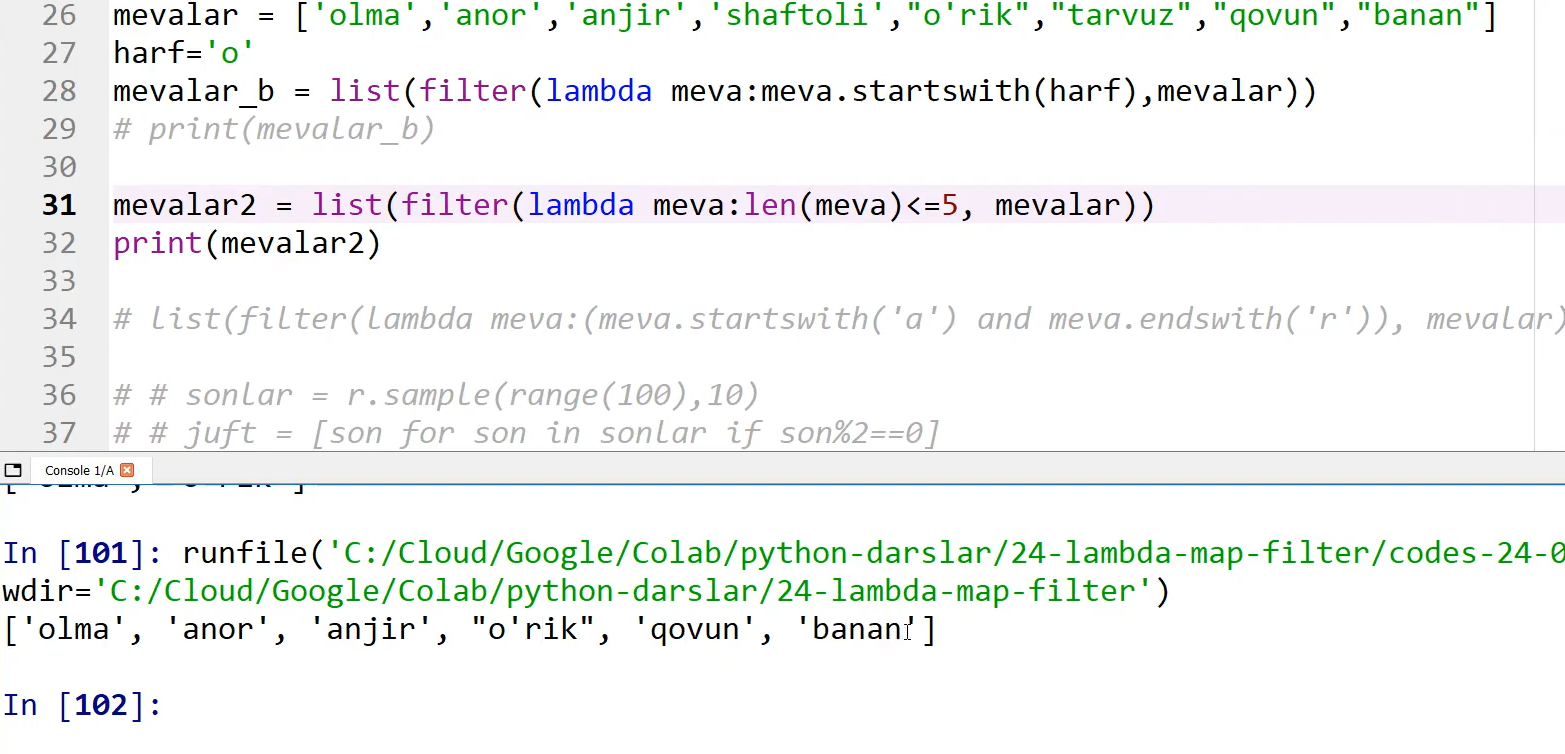 26 mevalar = ['olma','anor','anjir','shaftoli',"o'rik","tarvuz","qovun","banan"]
27 harf='o'
28 mevalar_b = list(filter(lambda meva:meva.startswith(harf),mevalar))
29 # print(mevalar_b)
30
31 mevalar2 = list(filter(lambda meva:len(meva)<=5, mevalar))
32 print(mevalar2)
33
34 # list(filter(lambda meva:(meva.startswith('a') and meva.endswith('r')), mevalar)
35
36 # # sonlar = r.sample(range(100),10)
37 # # juft = [son for son in sonlar if son%2==0]
Console 1/A
In [101]: runfile('C:/Cloud/Google/Colab/python-darslar/24-lambda-map-filter/codes-24-0
wdir='C:/Cloud/Google/Colab/python-darslar/24-lambda-map-filter')
['olma', 'anor', 'anjir', "o'rik", 'qovun', 'banan']
In [102]: